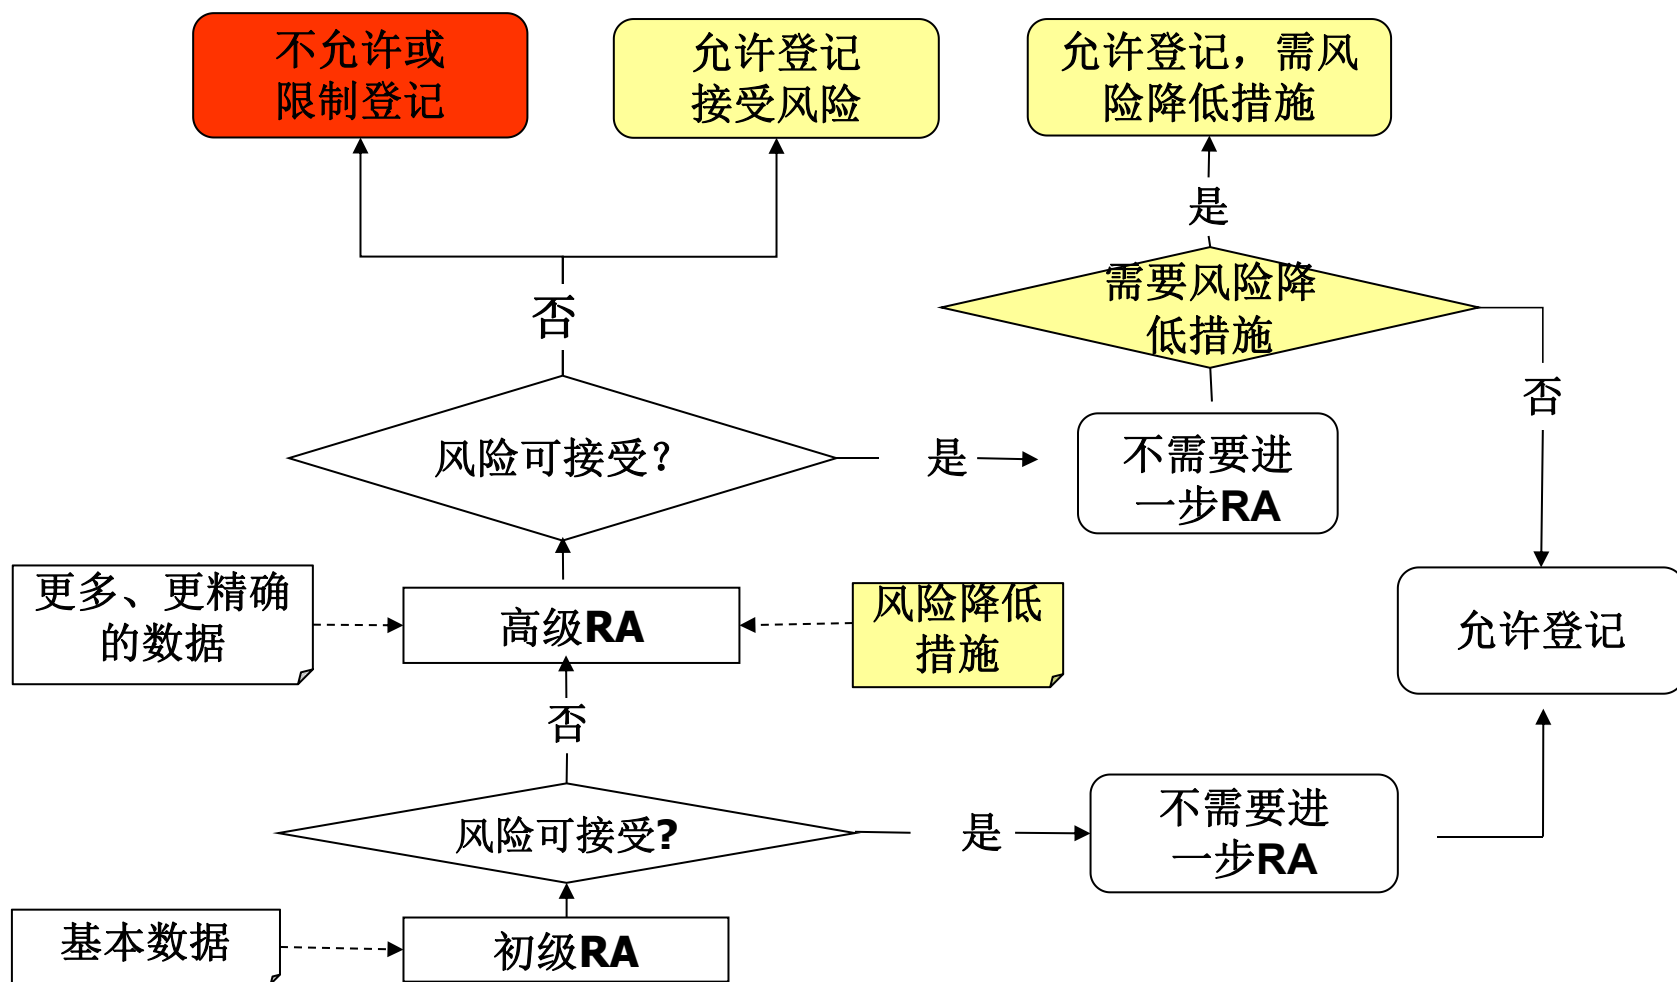 不允许或
限制登记
允许登记
接受风险
允许登记，需风
险降低措施
是
需要风险降
低措施
否
否
风险可接受？
是
不需要进
一步RA
更多、更精确
的数据
高级RA
风险降低
措施
允许登记
否
风险可接受?
是
不需要进
一步RA
基本数据
初级RA